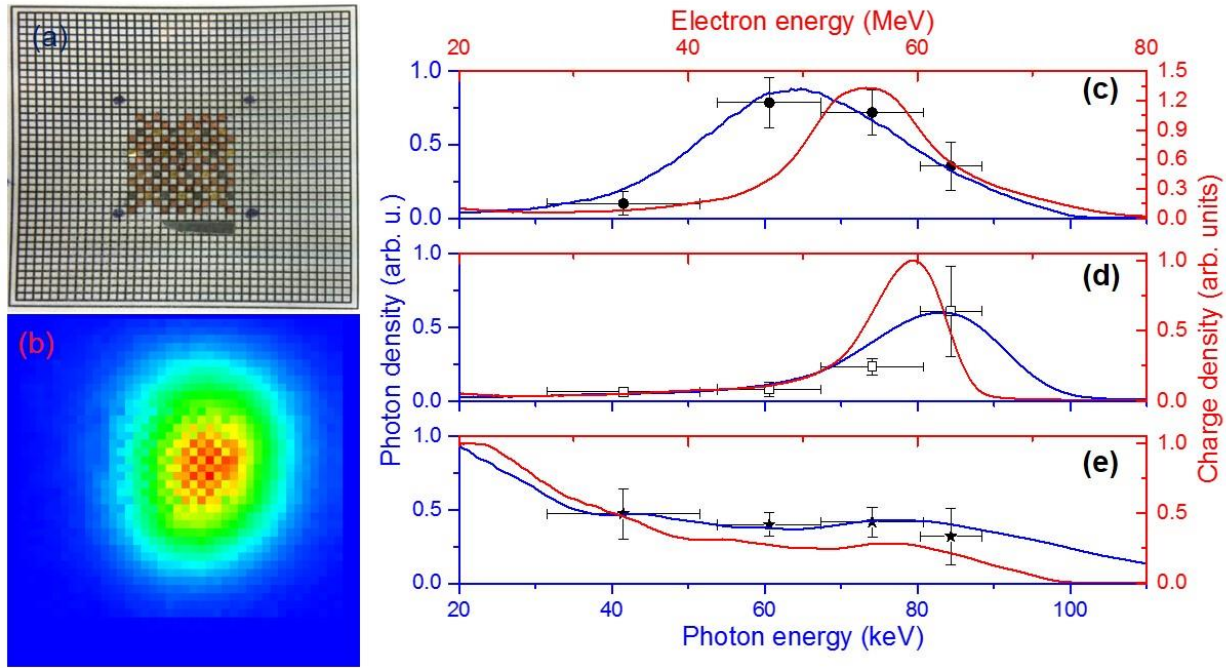 (a)
(b)
Electron energy (MeV)
20 40 60 80
1.0 0.5 0.0
(c)
1.5 1.2 0.9 0.6 0.3 0.0
1.0 0.5 0.0
(d)
1.0 0.5 0.0
1.0 0.5 0.0
(e)
1.0 0.5 0.0
Photon density (arb. u.)
Charge density (arb. units)
20 40 60 80 100
Photon energy (keV)